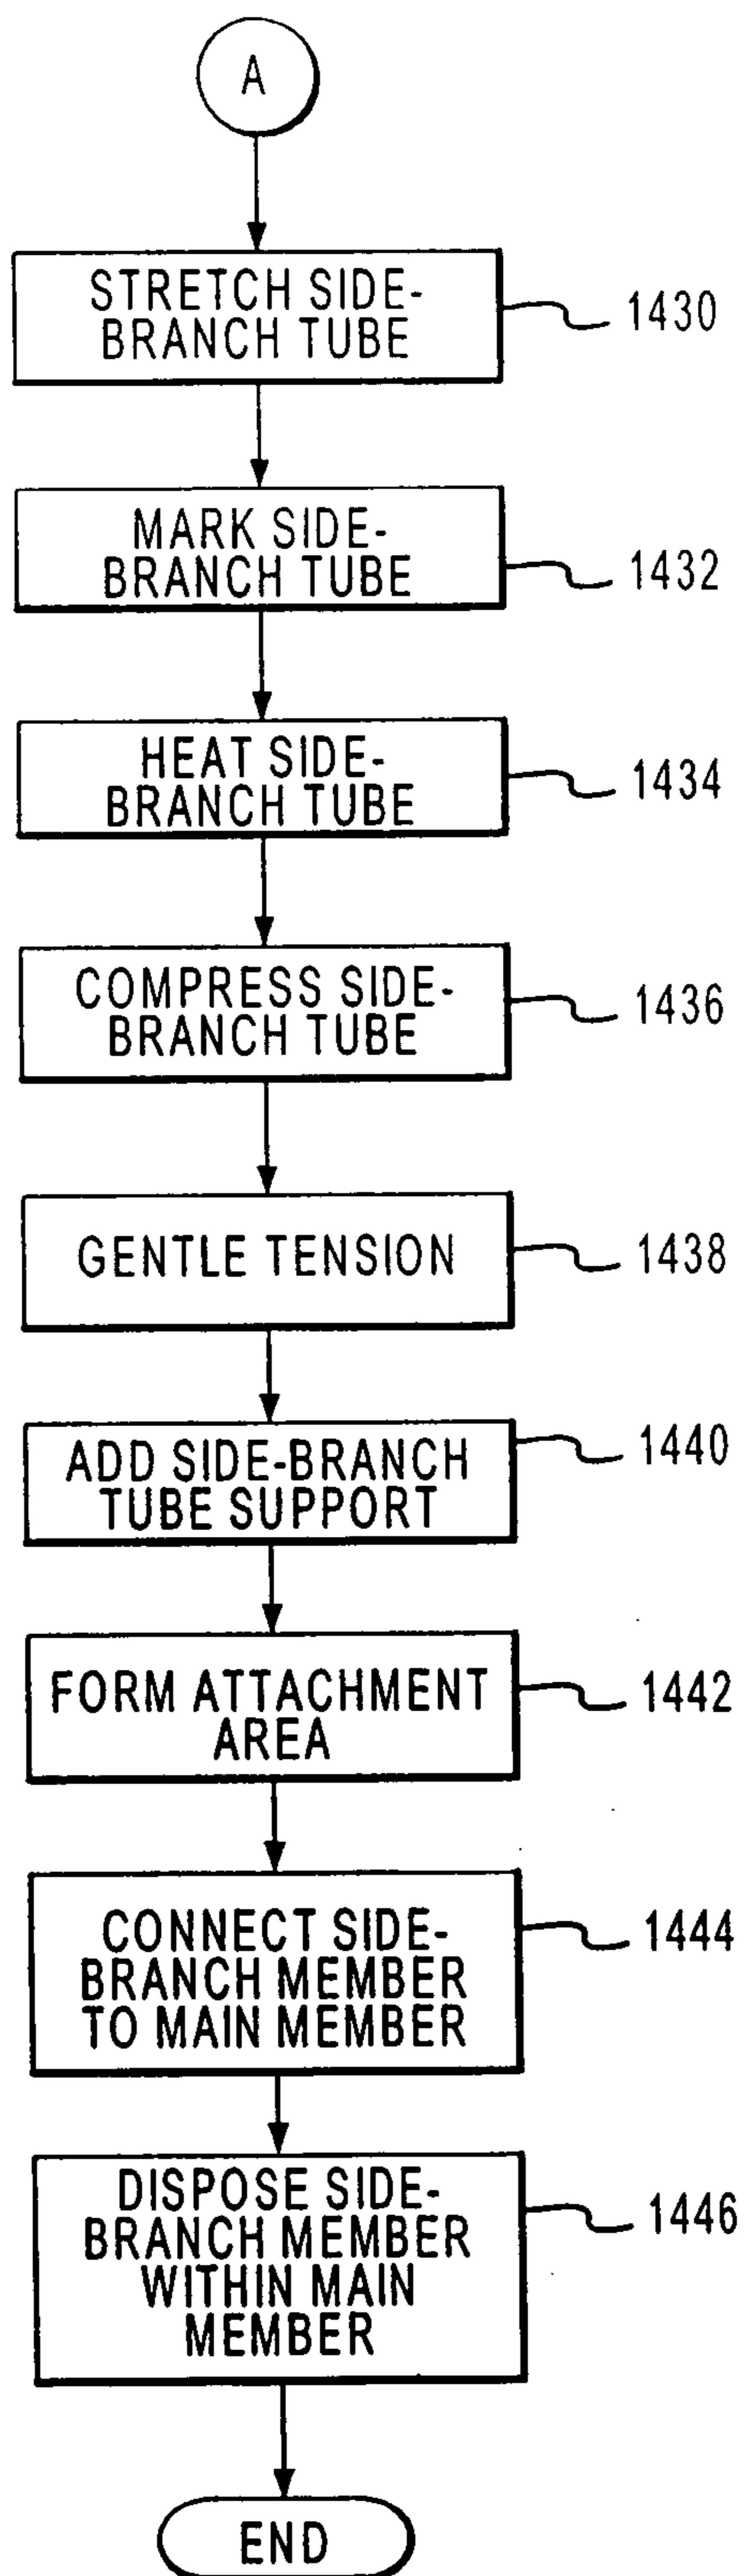 A
STRETCH SIDE-
BRANCH TUBE
1430
MARK SIDE-
BRANCH TUBE
1432
HEAT SIDE-
BRANCH TUBE
1434
COMPRESS SIDE-
BRANCH TUBE
1436
GENTLE TENSION
1438
ADD SIDE-BRANCH
TUBE SUPPORT
1440
FORM ATTACHMENT
AREA
1442
CONNECT SIDE-
BRANCH MEMBER
TO MAIN MEMBER
1444
DISPOSE SIDE-
BRANCH MEMBER
WITHIN MAIN
MEMBER
1446
END